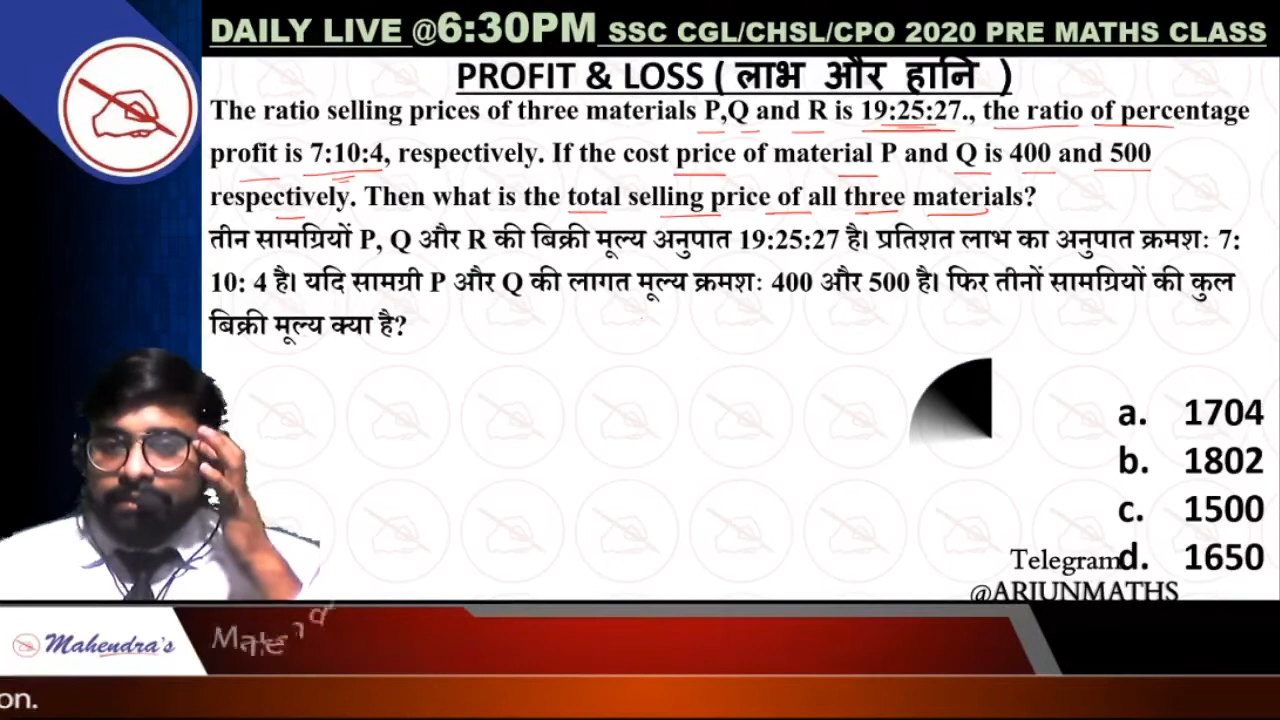 DAILY LIVE @6:30PM SSC CGL/CHSL/CPO 2020 PRE MATHS CLASS
PROFIT & LOSS ( लाभ और हानि )
The ratio selling prices of three materials P,Q and R is 19:25:27., the ratio of percentage
profit is 7:10:4, respectively. If the cost price of material P and Q is 400 and 500
respectively. Then what is the total selling price of all three materials?
तीन सामग्रियों P, Q और R की बिक्री मूल्य अनुपात 19:25:27 है। प्रतिशत लाभ का अनुपात क्रमश: 7:
10: 4 है। यदि सामग्री P और Q की लागत मूल्य क्रमश: 400 और 500 है। फिर तीनों सामग्रियों की कुल
बिक्री मूल्य क्या है?
a. 1704
b. 1802
c. 1500
d. 1650
Telegram
@ARJUNMATHS
Mahendra's
on.